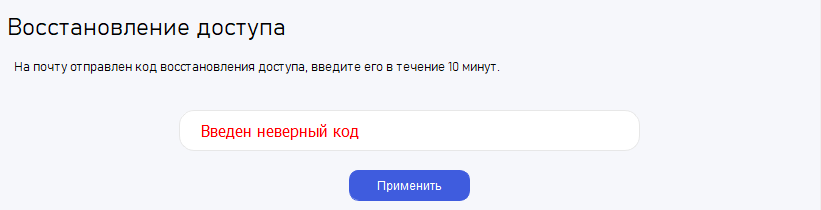 Восстановление доступа
На почту отправлен код восстановления доступа, введите его в течение 10 минут.
Введен неверный код
Применить